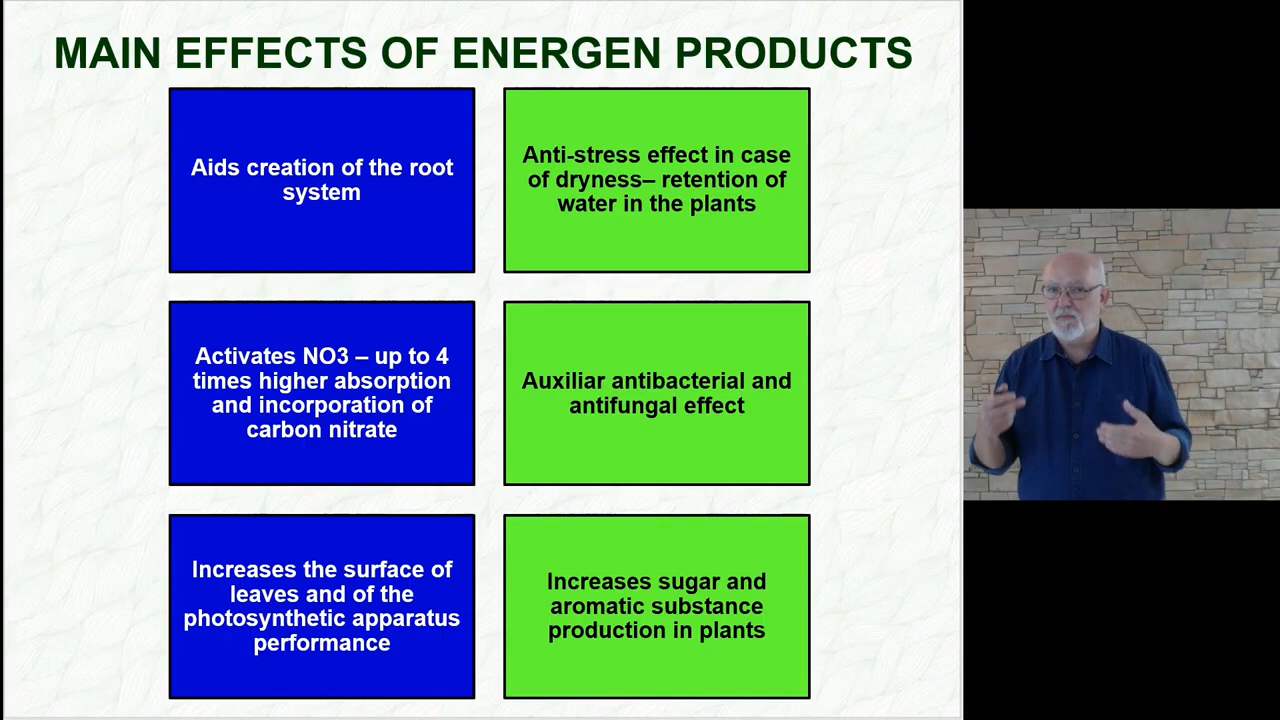 MAIN EFFECTS OF ENERGEN PRODUCTS
Aids creation of the root
system
Anti-stress effect in case
of dryness– retention of
water in the plants
Activates NO3 – up to 4
times higher absorption
and incorporation of
carbon nitrate
Auxiliar antibacterial and
antifungal effect
Increases the surface of
leaves and of the
photosynthetic apparatus
performance
Increases sugar and
aromatic substance
production in plants